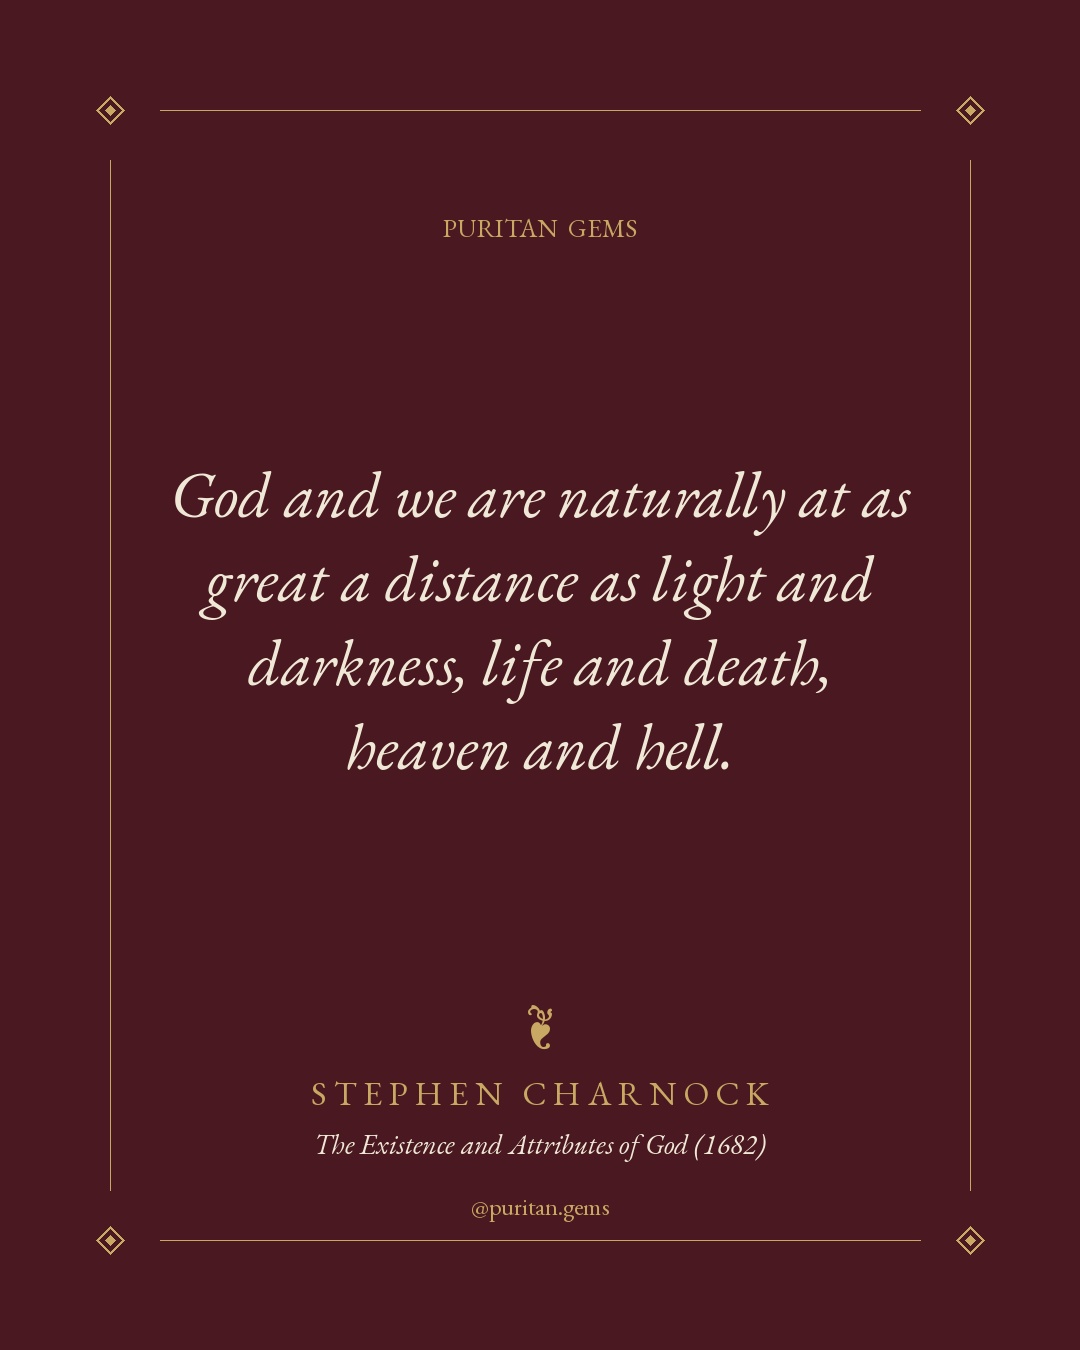 PURITAN GEMS
God and we are naturally at as
great a distance as light and
darkness, life and death,
heaven and hell.
STEPHEN CHARNOCK
The Existence and Attributes of God (1682)
@puritan.gems